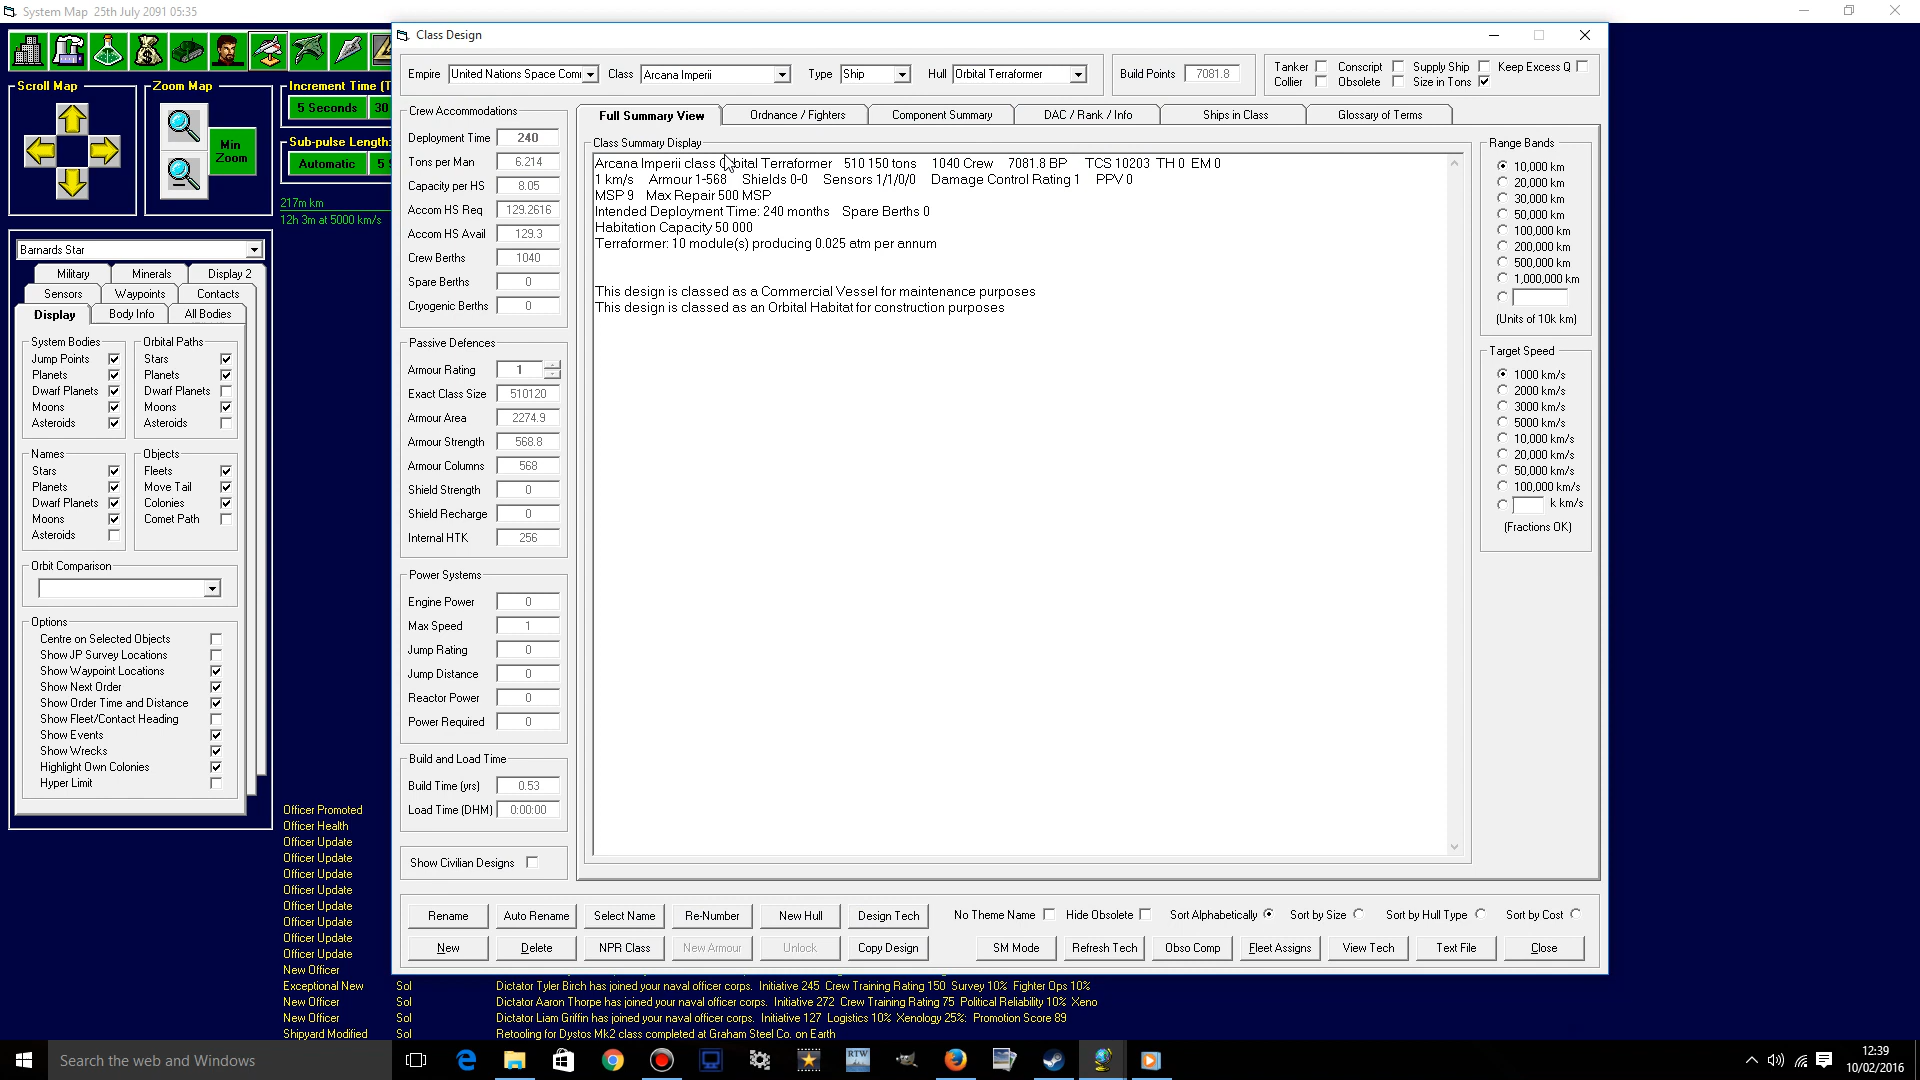 System Map  25th July 2091 05:35
Class Design
Empire United Nations Space Com Class Arcana Imperii Type Ship Hull Orbital Terraformer Build Points 7081.8
Tanker Conscript Supply Ship Keep Excess Q
Collier Obsolete Size in Tons
Scroll Map Zoom Map Increment Time (T
5 Seconds 30
Min Zoom
Sub-pulse Length:
Automatic 5 S
217m km
12h 3m at 5000 km/s
Barnards Star
Military Minerals Display 2
Sensors Waypoints Contacts
Display Body Info All Bodies
System Bodies Orbital Paths
Jump Points Stars
Planets Planets
Dwarf Planets Dwarf Planets
Moons Moons
Asteroids Asteroids
Names Objects
Stars Fleets
Planets Move Tail
Dwarf Planets Colonies
Moons Comet Path
Asteroids
Orbit Comparison
Options
Centre on Selected Objects
Show JP Survey Locations
Show Waypoint Locations
Show Next Order
Show Order Time and Distance
Show Fleet/Contact Heading
Show Events
Show Wrecks
Highlight Own Colonies
Hyper Limit
Crew Accommodations
Deployment Time 240
Tons per Man 6.214
Capacity per HS 8.05
Accom HS Req 129.2616
Accom HS Avail 129.3
Crew Berths 1040
Spare Berths 0
Cryogenic Berths 0
Passive Defences
Armour Rating 1
Exact Class Size 510120
Armour Area 2274.9
Armour Strength 568.8
Armour Columns 568
Shield Strength 0
Shield Recharge 0
Internal HTK 256
Power Systems
Engine Power 0
Max Speed 1
Jump Rating 0
Jump Distance 0
Reactor Power 0
Power Required 0
Build and Load Time
Build Time (yrs) 0.53
Load Time (DHM) 0:00:00
Show Civilian Designs
Full Summary View Ordnance / Fighters Component Summary DAC / Rank / Info Ships in Class Glossary of Terms
Class Summary Display
Arcana Imperii class Orbital Terraformer 510 150 tons 1040 Crew 7081.8 BP TCS 10203 TH 0 EM 0
1 km/s Armour 1-568 Shields 0-0 Sensors 1/1/0/0 Damage Control Rating 1 PPV 0
MSP 9 Max Repair 500 MSP
Intended Deployment Time: 240 months Spare Berths 0
Habitation Capacity 50 000
Terraformer: 10 module(s) producing 0.025 atm per annum
This design is classed as a Commercial Vessel for maintenance purposes
This design is classed as an Orbital Habitat for construction purposes
Range Bands
10,000 km
20,000 km
30,000 km
50,000 km
100,000 km
200,000 km
500,000 km
1,000,000 km
(Units of 10k km)
Target Speed
1000 km/s
2000 km/s
3000 km/s
5000 km/s
10,000 km/s
20,000 km/s
50,000 km/s
100,000 km/s
k km/s
(Fractions OK)
Rename Auto Rename Select Name Re-Number New Hull Design Tech No Theme Name Hide Obsolete Sort Alphabetically Sort by Size Sort by Hull Type Sort by Cost
New Delete NPR Class New Armour Unlock Copy Design SM Mode Refresh Tech Obso Comp Fleet Assigns View Tech Text File Close
Officer Promoted
Officer Health
Officer Update
Officer Update
Officer Update
Officer Update
Officer Update
Officer Update
Officer Update
Officer Update
New Officer
Exceptional New Sol Dictator Tyler Birch has joined your naval officer corps. Initiative 245 Crew Training Rating 150 Survey 10% Fighter Ops 10%
New Officer Sol Dictator Aaron Thorpe has joined your naval officer corps. Initiative 272 Crew Training Rating 75 Political Reliability 10% Xeno
New Officer Sol Dictator Liam Griffin has joined your naval officer corps. Initiative 127 Logistics 10% Xenology 25%: Promotion Score 89
Shipyard Modified Sol Retooling for Dystos Mk2 class completed at Graham Steel Co. on Earth
Search the web and Windows
RTW
12:39
10/02/2016